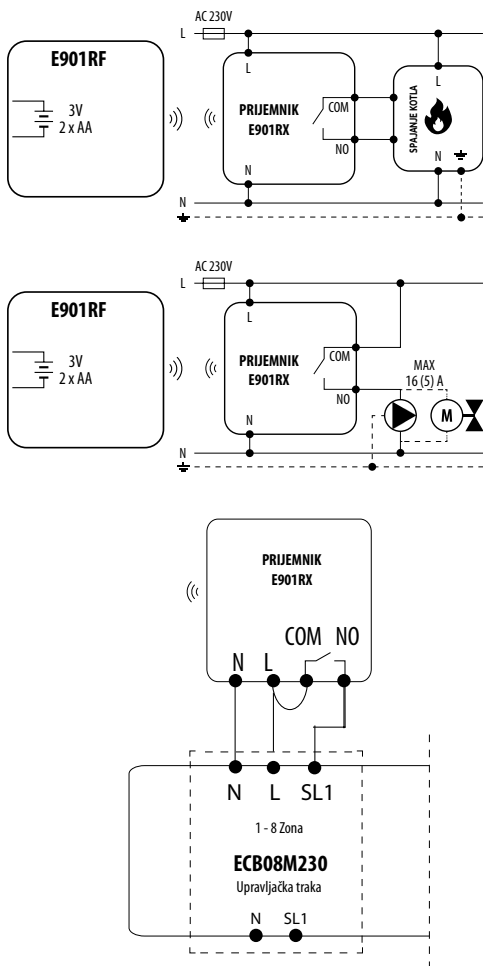 AC 230V
L
E901RF
3V
2 x AA
L
PRIJEMNIK
E901RX
COM
NO
N
L
SPAJANJE KOTLA
N
N
AC 230V
L
E901RF
3V
2 x AA
L
PRIJEMNIK
E901RX
COM
NO
N
MAX
16 (5) A
M
N
PRIJEMNIK
E901RX
COM NO
N L
N L SL1
1 - 8 Zona
ECB08M230
Upravljačka traka
N SL1